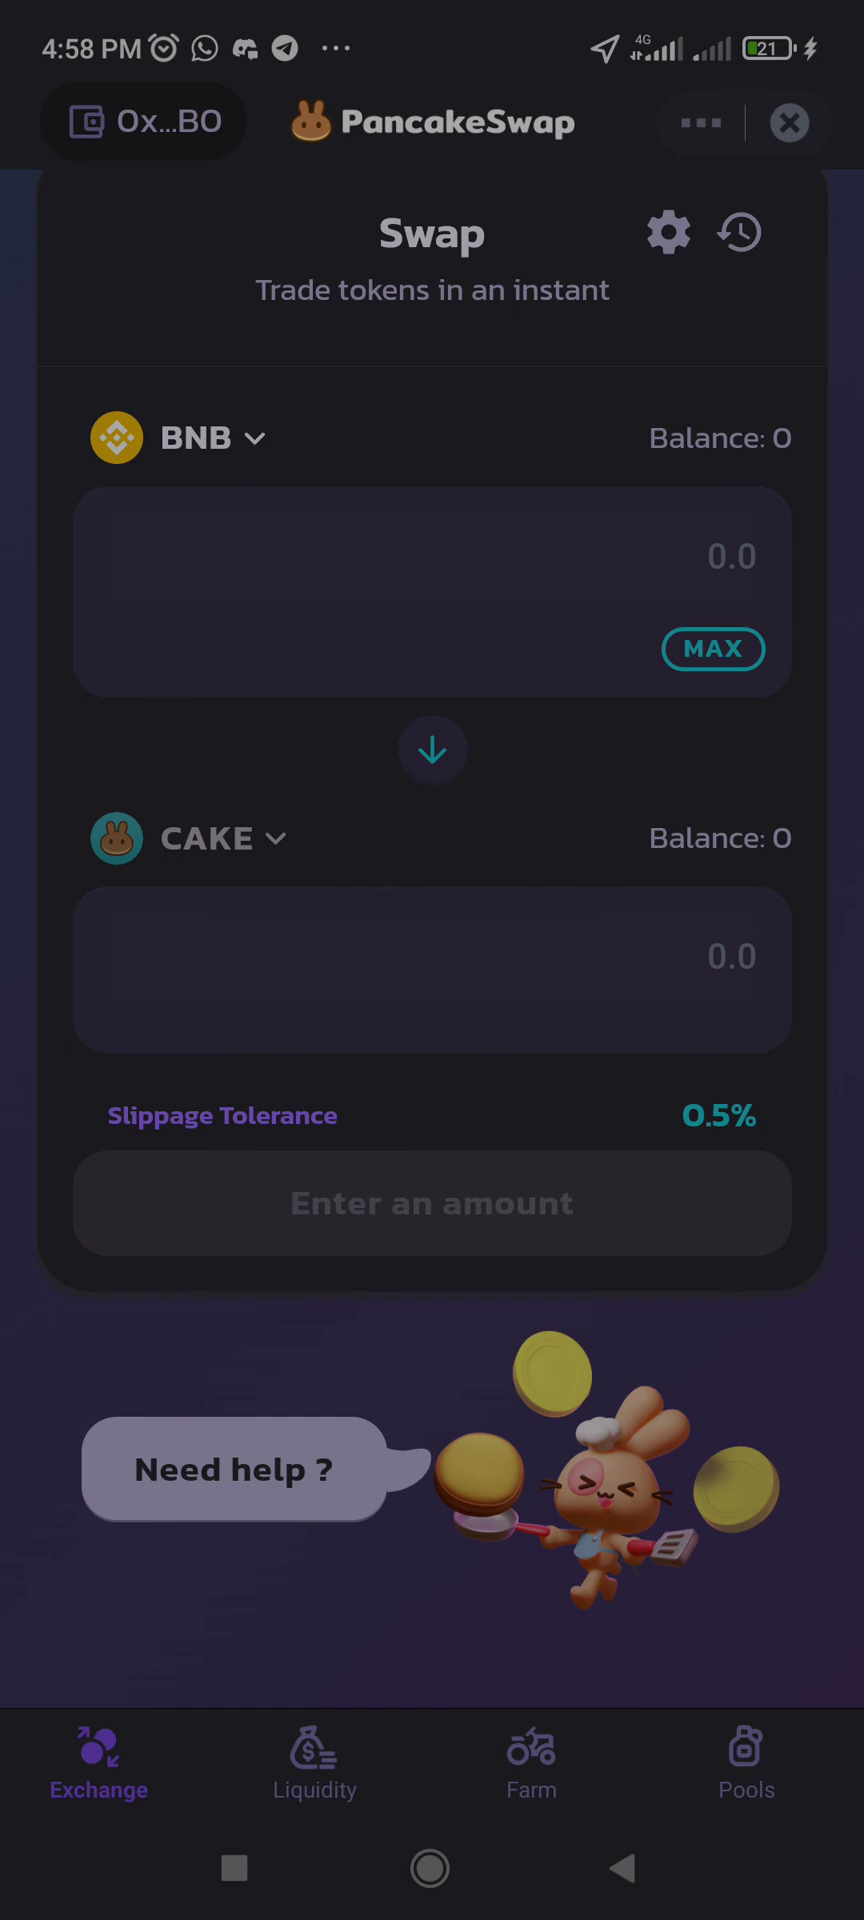 4:58 PM
4G
21
0x...B0
PancakeSwap
Swap
Trade tokens in an instant
BNB
Balance: 0
0.0
MAX
CAKE
Balance: 0
0.0
Slippage Tolerance
0.5%
Enter an amount
Need help ?
Exchange
Liquidity
Farm
Pools